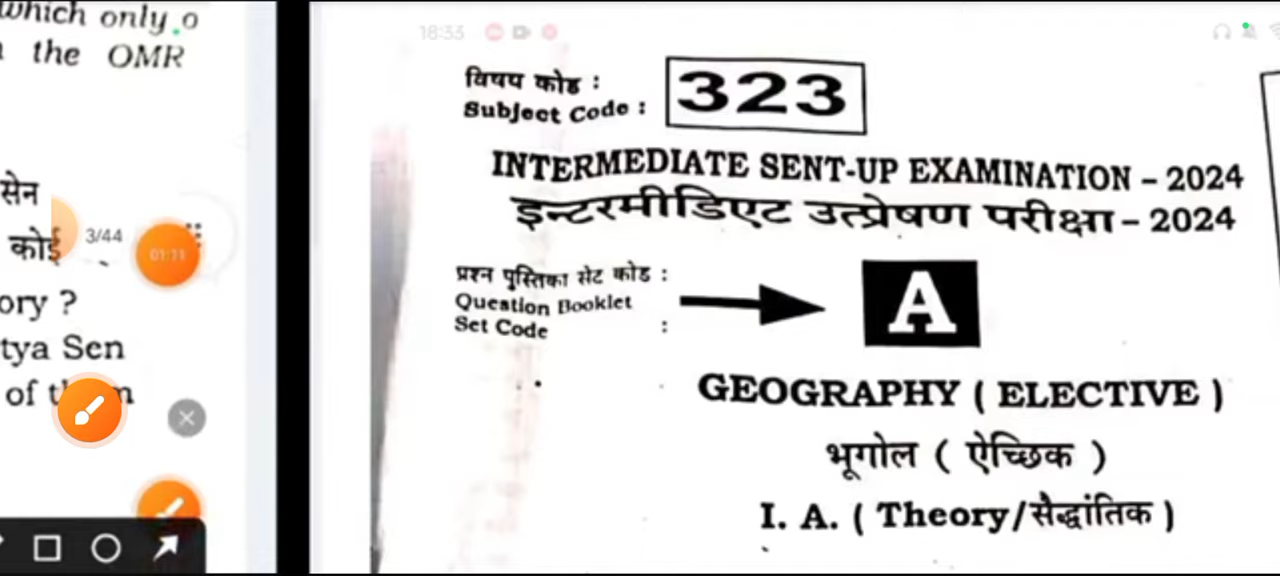 which only o
the OMR
सेन
कोई
3/44
01:11
ory ?
tya Sen
of them
18:33
विषय कोड :
Subject Code : 323
INTERMEDIATE SENT-UP EXAMINATION – 2024
इन्टरमीडिएट उत्प्रेषण परीक्षा – 2024
प्रश्न पुस्तिका सेट कोड :
Question Booklet
Set Code :
A
GEOGRAPHY ( ELECTIVE )
भूगोल ( ऐच्छिक )
I. A. ( Theory/सैद्धांतिक )